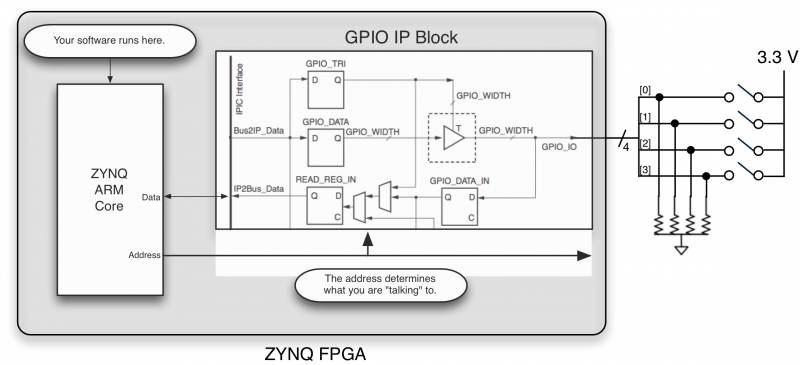 Your software runs here.
GPIO IP Block
3.3 V
IPIC Interface
GPIO_TRI
D Q
GPIO_WIDTH
[0]
Bus2IP_Data
GPIO_DATA
D Q
GPIO_WIDTH
T
GPIO_WIDTH
GPIO_IO
4
[1]
[2]
[3]
ZYNQ
ARM
Core
Data
IP2Bus_Data
READ_REG_IN
Q D
C
GPIO_DATA_IN
Q D
C
Address
The address determines
what you are "talking" to.
ZYNQ FPGA